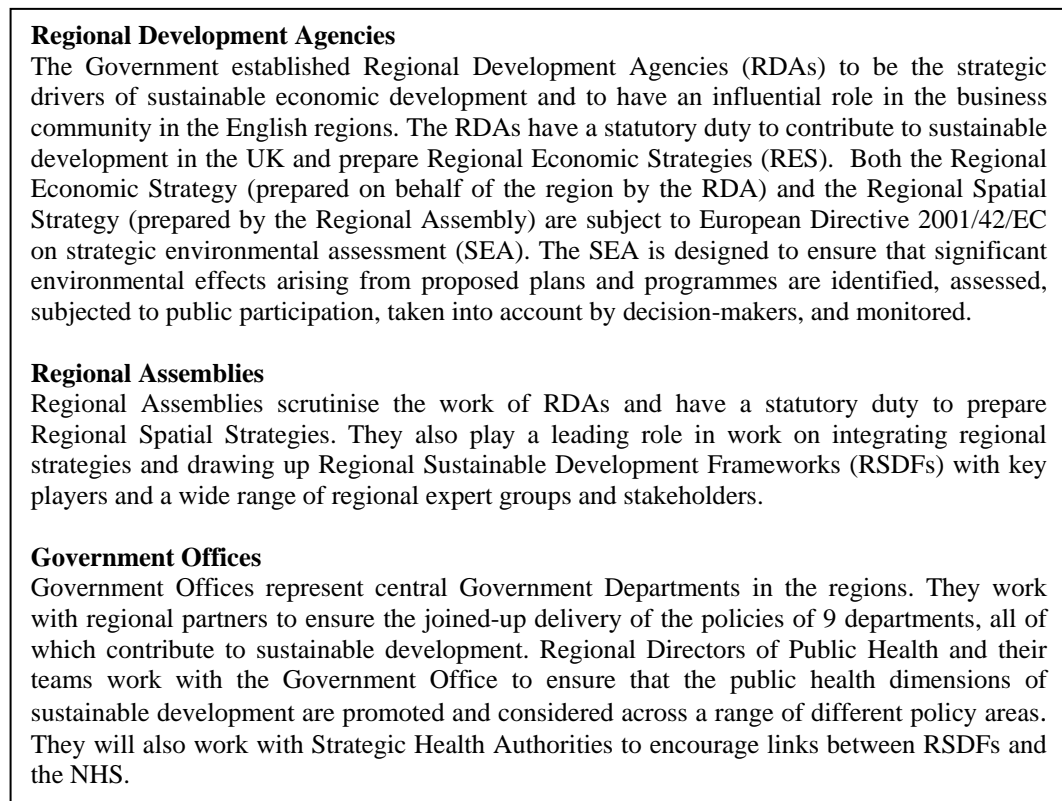 Regional Development Agencies
The Government established Regional Development Agencies (RDAs) to be the strategic
drivers of sustainable economic development and to have an influential role in the business
community in the English regions. The RDAs have a statutory duty to contribute to sustainable
development in the UK and prepare Regional Economic Strategies (RES).  Both the Regional
Economic Strategy (prepared on behalf of the region by the RDA) and the Regional Spatial
Strategy (prepared by the Regional Assembly) are subject to European Directive 2001/42/EC
on strategic environmental assessment (SEA). The SEA is designed to ensure that significant
environmental effects arising from proposed plans and programmes are identified, assessed,
subjected to public participation, taken into account by decision-makers, and monitored.
Regional Assemblies
Regional Assemblies scrutinise the work of RDAs and have a statutory duty to prepare
Regional Spatial Strategies. They also play a leading role in work on integrating regional
strategies and drawing up Regional Sustainable Development Frameworks (RSDFs) with key
players and a wide range of regional expert groups and stakeholders.
Government Offices
Government Offices represent central Government Departments in the regions. They work
with regional partners to ensure the joined-up delivery of the policies of 9 departments, all of
which contribute to sustainable development. Regional Directors of Public Health and their
teams work with the Government Office to ensure that the public health dimensions of
sustainable development are promoted and considered across a range of different policy areas.
They will also work with Strategic Health Authorities to encourage links between RSDFs and
the NHS.